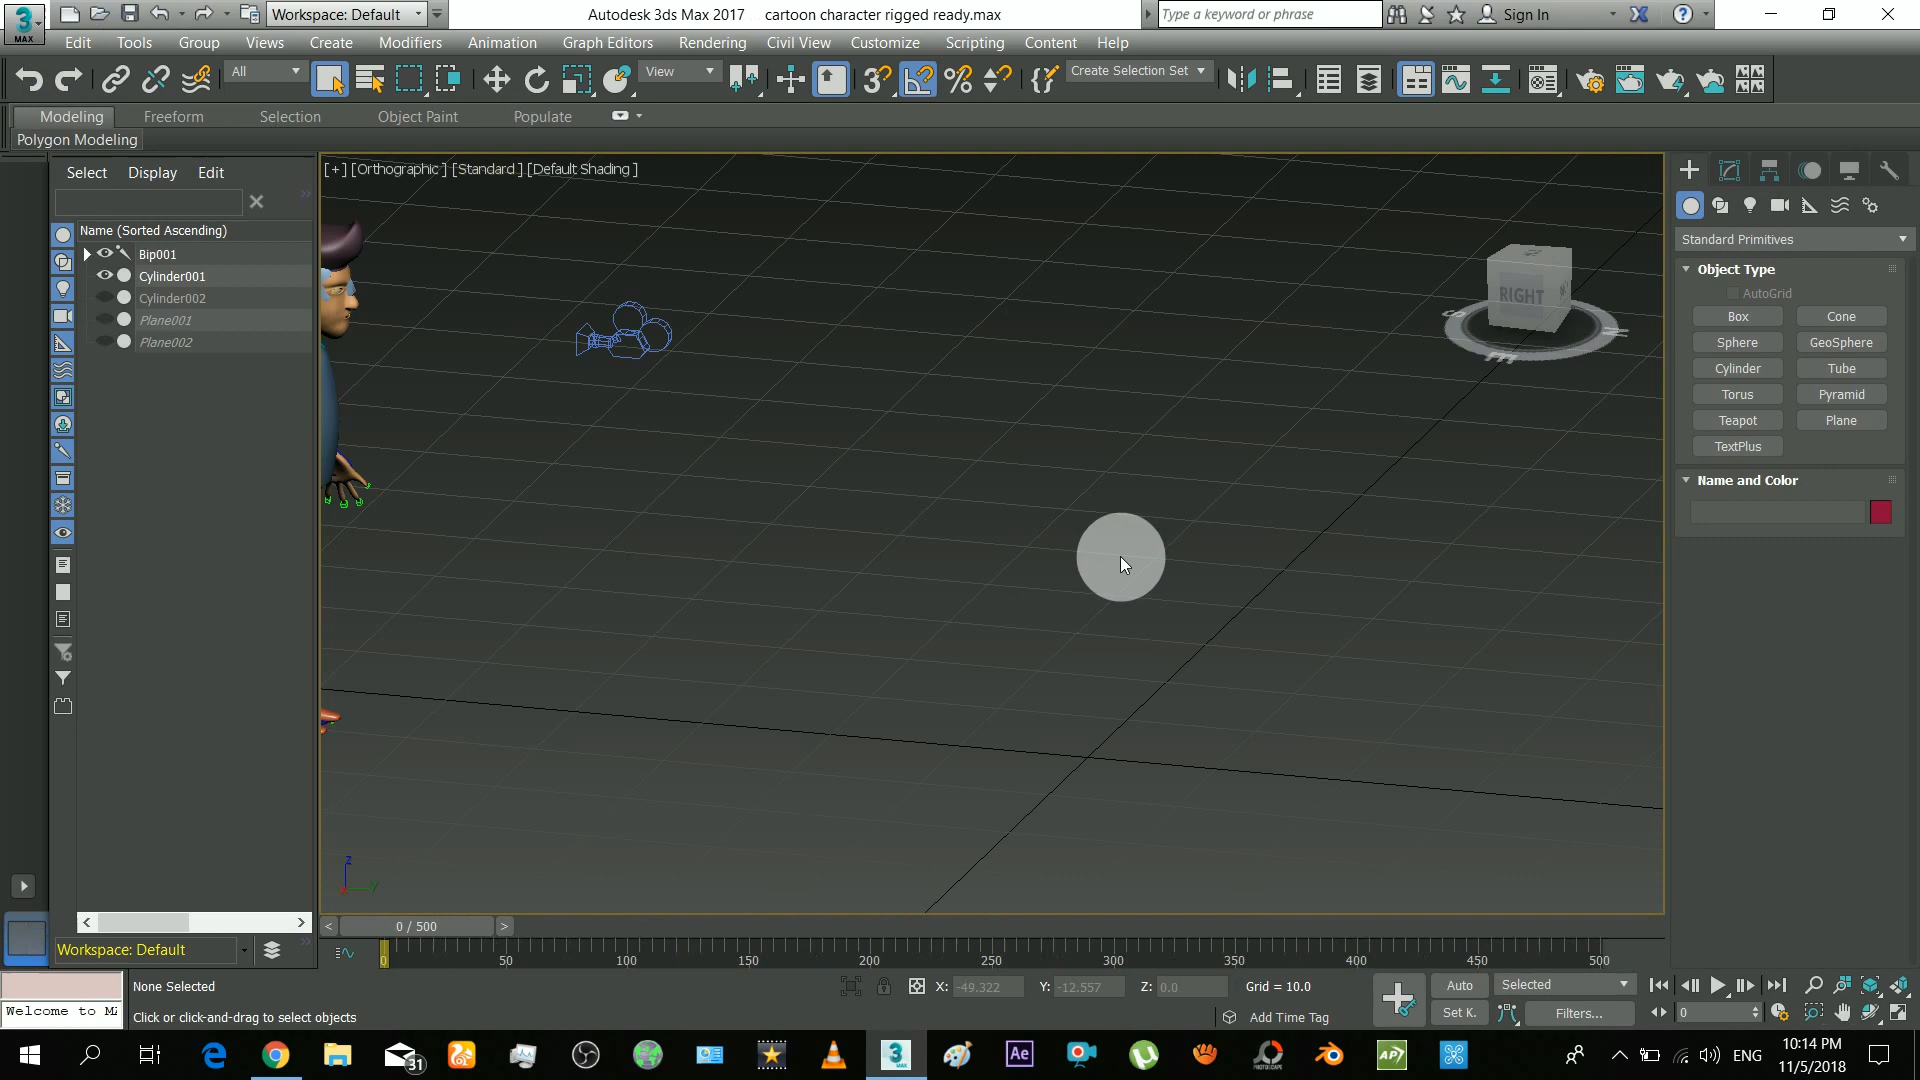 Workspace: Default
Autodesk 3ds Max 2017 cartoon character rigged ready.max
Type a keyword or phrase
Sign In
MAX
Edit Tools Group Views Create Modifiers Animation Graph Editors Rendering Civil View Customize Scripting Content Help
All
View
Create Selection Set
Modeling Freeform Selection Object Paint Populate
Polygon Modeling
Select Display Edit
[+] [Orthographic] [Standard] [Default Shading]
Name (Sorted Ascending)
Bip001
Cylinder001
Cylinder002
Plane001
Plane002
RIGHT
S
E
Standard Primitives
Object Type
AutoGrid
Box Cone
Sphere GeoSphere
Cylinder Tube
Torus Pyramid
Teapot Plane
TextPlus
Name and Color
z
x y
< 0 / 500 >
Workspace: Default
0 50 100 150 200 250 300 350 400 450 500
None Selected
X: -49.322 Y: -12.557 Z: 0.0 Grid = 10.0
Auto Selected
Welcome to MA
Click or click-and-drag to select objects
Add Time Tag
Set K. Filters...
0
31
Ae
AP7
ENG
10:14 PM
11/5/2018